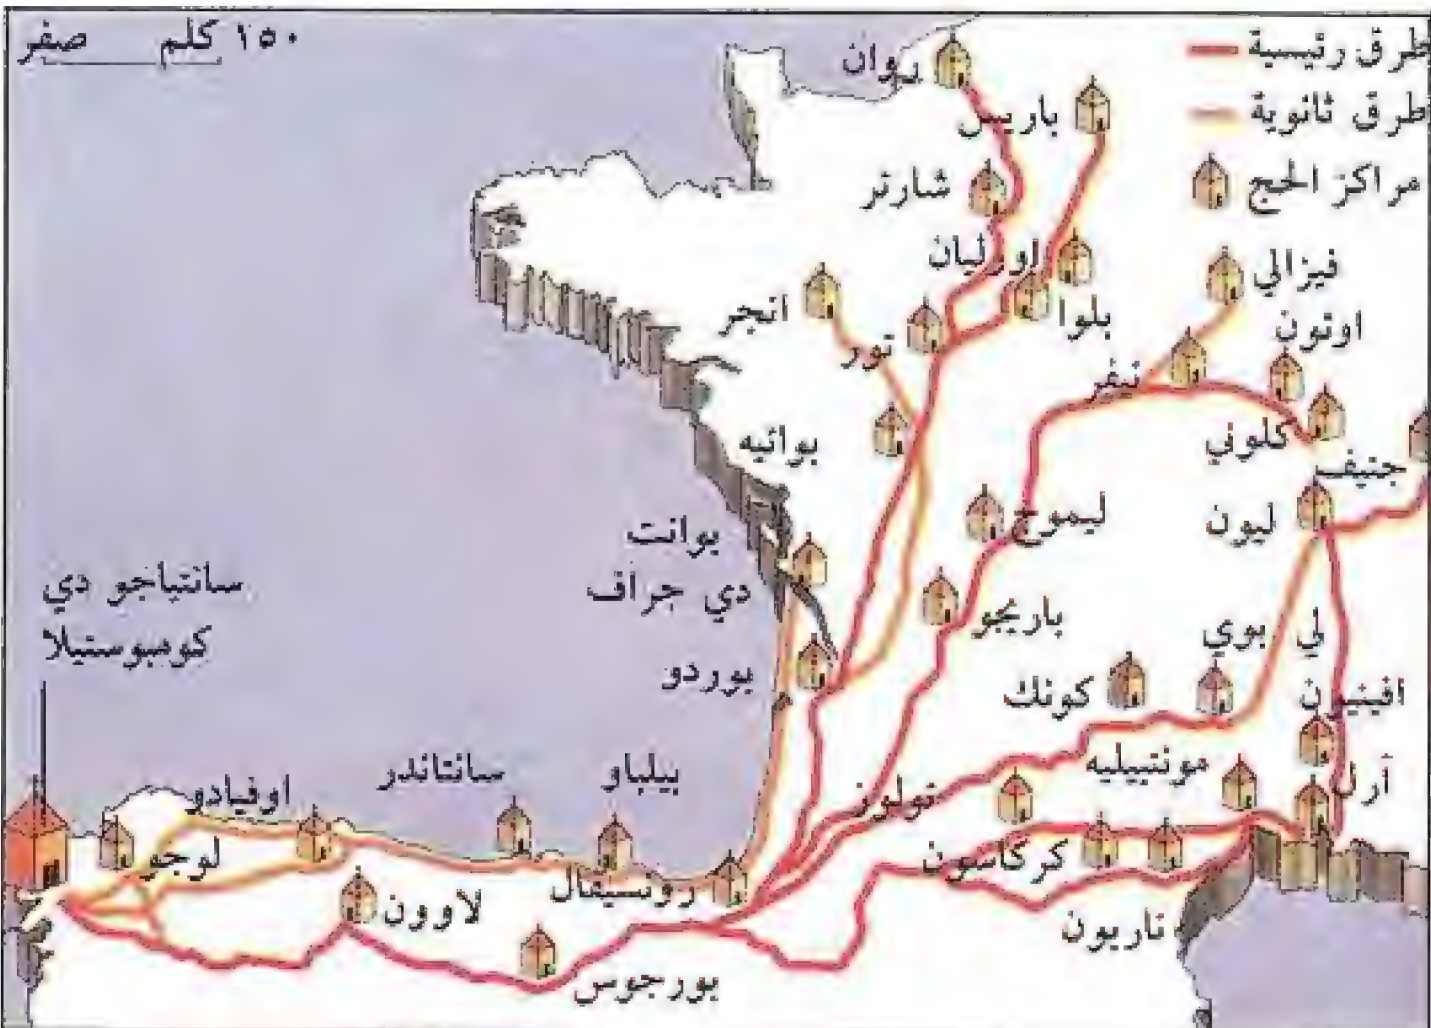 ١٥٠ كلم صفر
طرق رئيسية
طرق ثانوية
مراكز الحج
روان
باريس
شارتر
اورليان
فيزالي
انجر
بلوا
اوتون
تور
نيفر
كلوني
بواتيه
جنيف
ليموج
ليون
بوانت
دي جراف
سانتياجو دي
كومبوستيلا
باريجو
لي بوي
بوردو
كونك
افينيون
سانتاندر
بيلباو
مونتبيليه
آرل
اوفيادو
تولوز
لوجو
كركاسون
رونسيفال
لاوون
ناربون
بورجوس